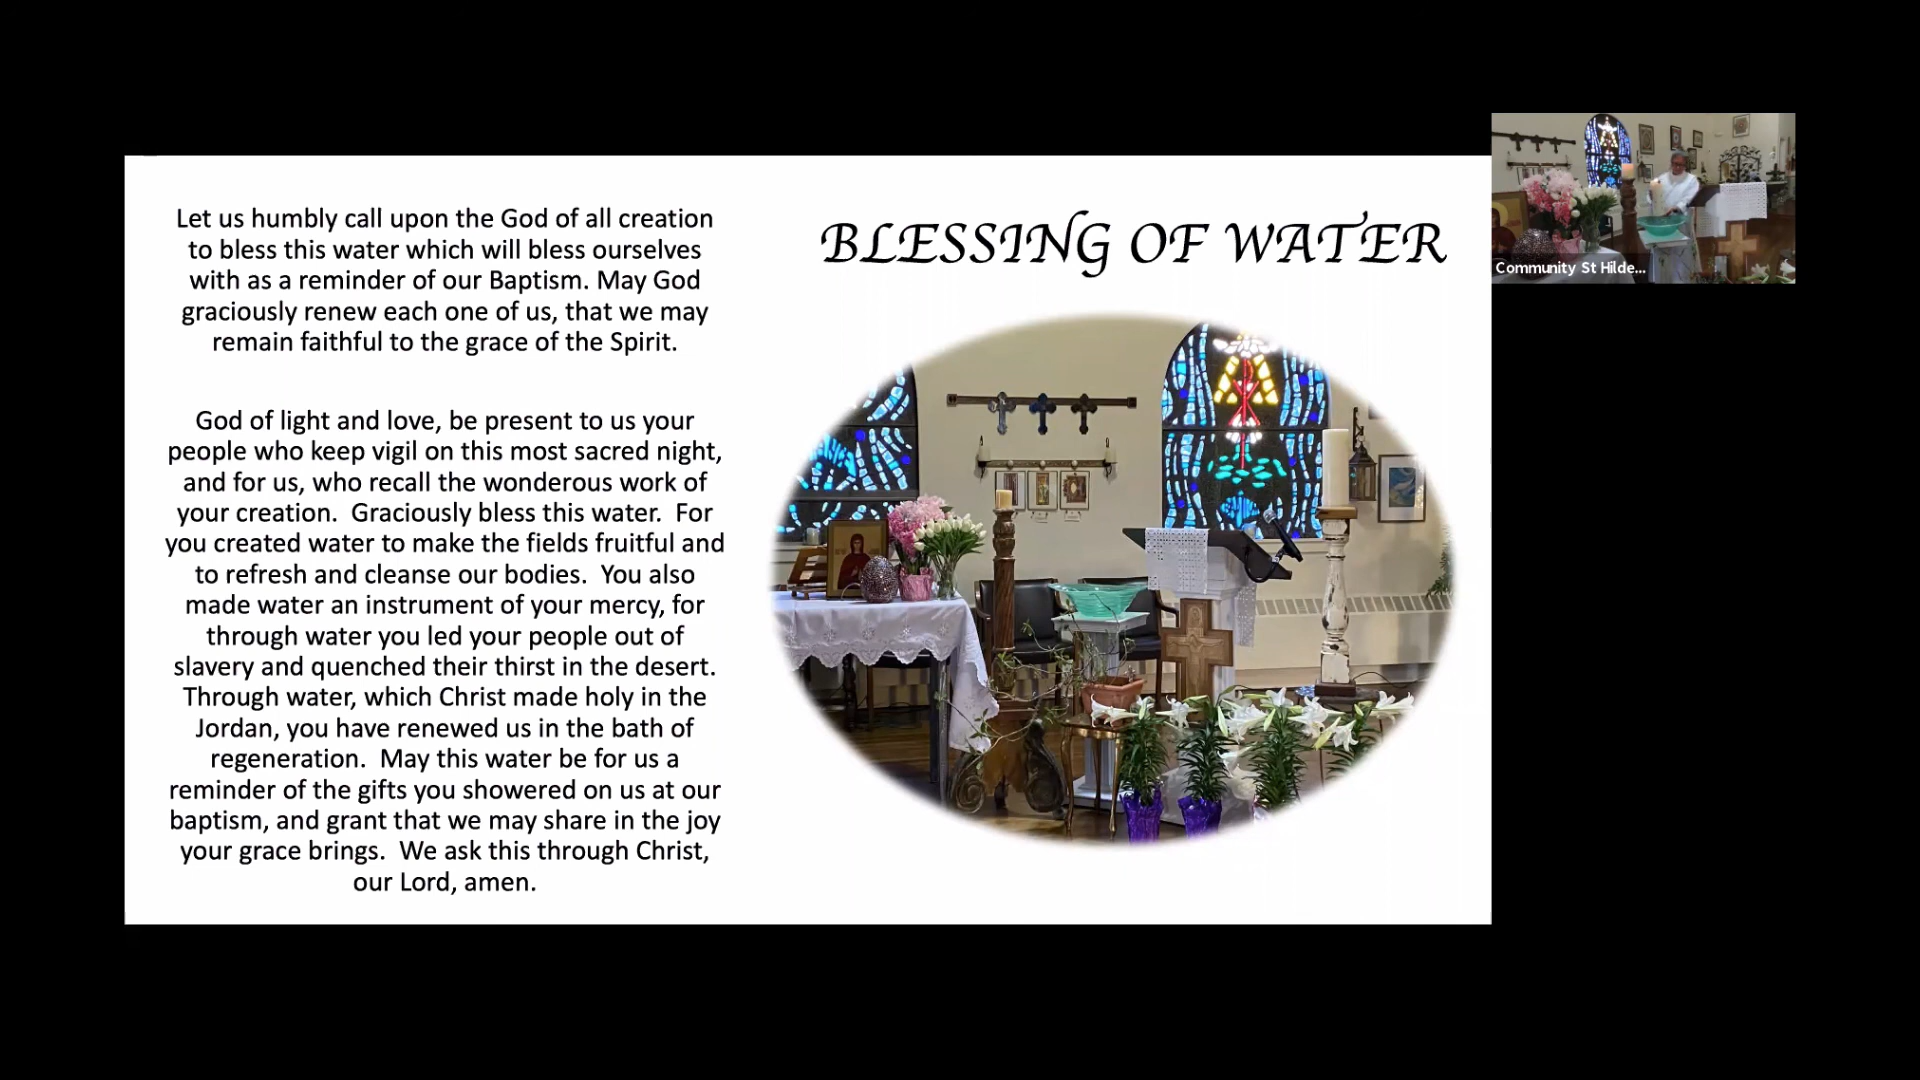 Let us humbly call upon the God of all creation
to bless this water which will bless ourselves
with as a reminder of our Baptism. May God
graciously renew each one of us, that we may
remain faithful to the grace of the Spirit.
God of light and love, be present to us your
people who keep vigil on this most sacred night,
and for us, who recall the wonderous work of
your creation.  Graciously bless this water.  For
you created water to make the fields fruitful and
to refresh and cleanse our bodies.  You also
made water an instrument of your mercy, for
through water you led your people out of
slavery and quenched their thirst in the desert.
Through water, which Christ made holy in the
Jordan, you have renewed us in the bath of
regeneration.  May this water be for us a
reminder of the gifts you showered on us at our
baptism, and grant that we may share in the joy
your grace brings.  We ask this through Christ,
our Lord, amen.
BLESSING OF WATER
Community St Hilde...